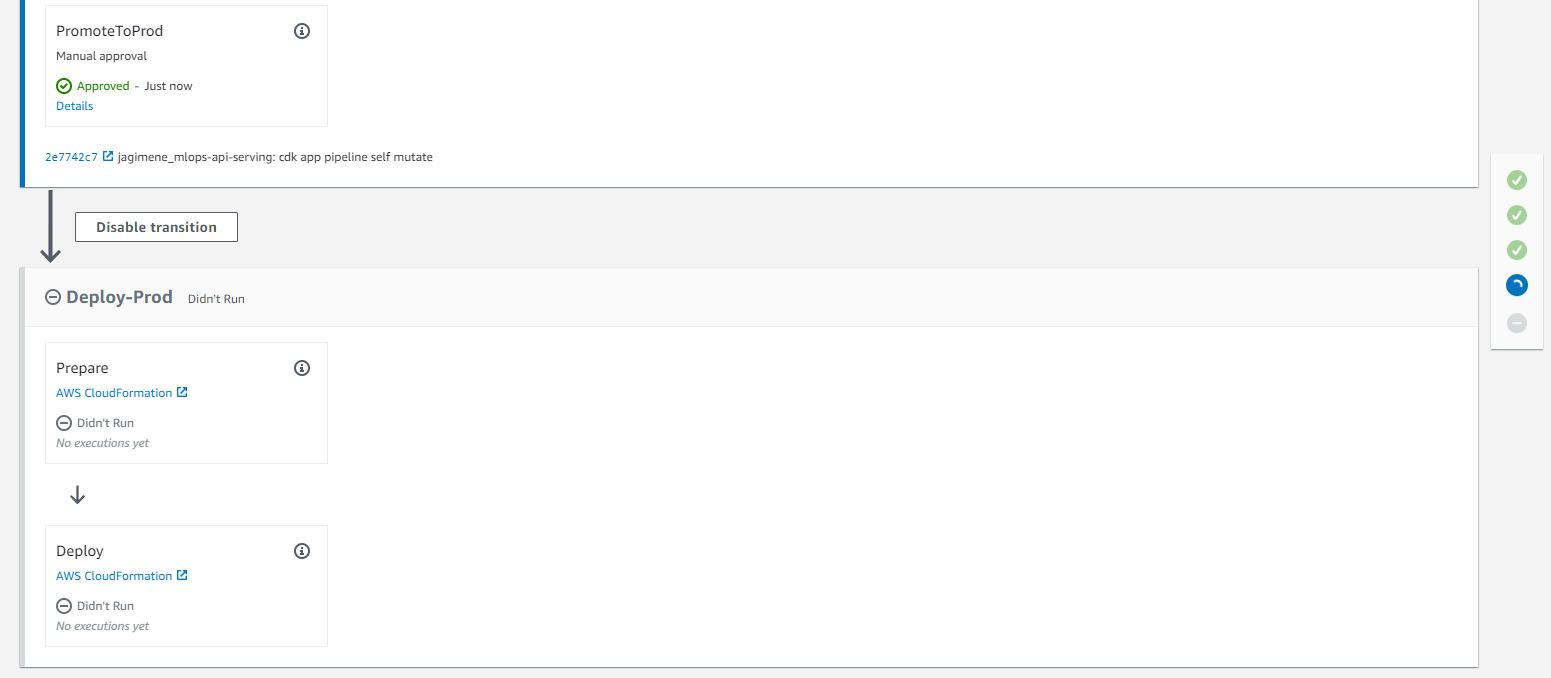 PromoteToProd
Manual approval
Approved - Just now
Details
2e7742c7 jagimene_mlops-api-serving: cdk app pipeline self mutate
Disable transition
Deploy-Prod Didn't Run
Prepare
AWS CloudFormation
Didn't Run
No executions yet
Deploy
AWS CloudFormation
Didn't Run
No executions yet